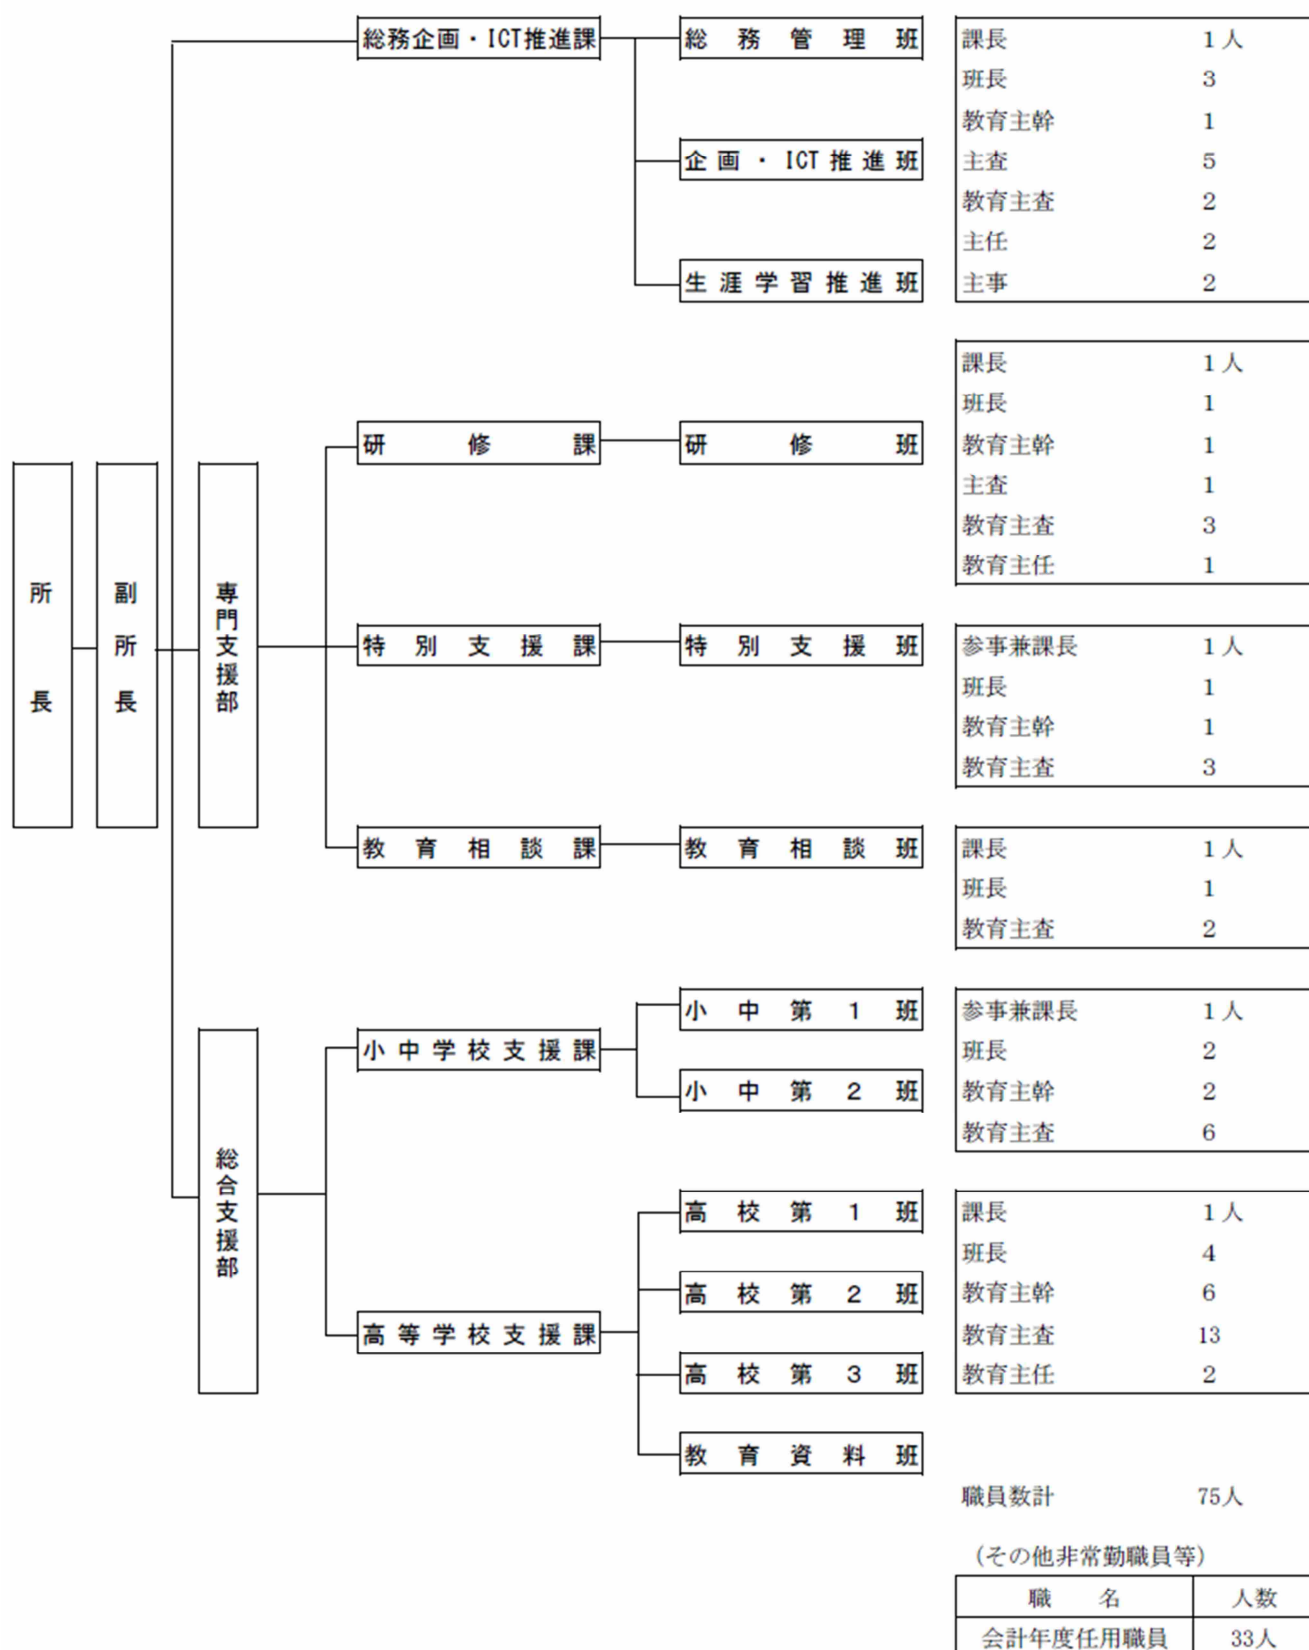 総務企画・ICT推進課
総務管理班
課長 1人
班長 3
教育主幹 1
企画・ICT推進班
主査 5
教育主査 2
主任 2
生涯学習推進班
主事 2
課長 1人
班長 1
研修課
研修班
教育主幹 1
主査 1
教育主査 3
教育主任 1
所長
副所長
専門支援部
特別支援課
特別支援班
参事兼課長 1人
班長 1
教育主幹 1
教育主査 3
教育相談課
教育相談班
課長 1人
班長 1
教育主査 2
総合支援部
小中学校支援課
小中第1班
参事兼課長 1人
班長 2
小中第2班
教育主幹 2
教育主査 6
高等学校支援課
高校第1班
課長 1人
班長 4
高校第2班
教育主幹 6
教育主査 13
高校第3班
教育主任 2
教育資料班
職員数計 75人
(その他非常勤職員等)
職名 人数
会計年度任用職員 33人